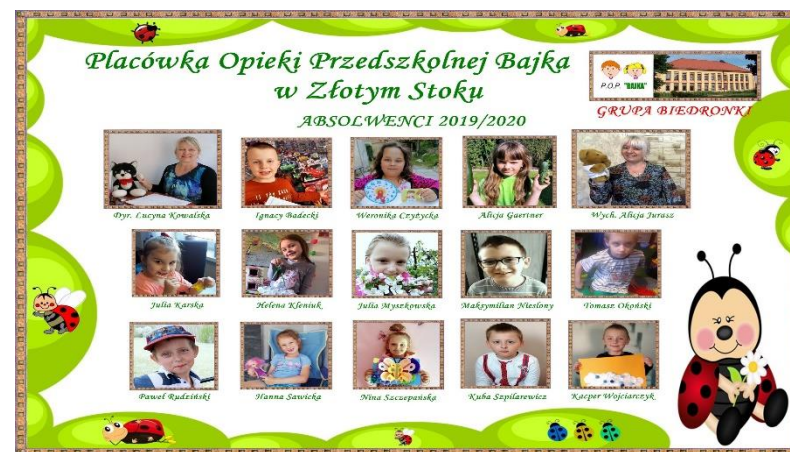 Placówka Opieki Przedszkolnej Bajka
w Złotym Stoku
P.O.P. "BAJKA"
GRUPA BIEDRONKI
ABSOLWENCI 2019/2020
Dyr. Lucyna Kowalska
Ignacy Badecki
Weronika Czyżycka
Alicja Gaertner
Wych. Alicja Jurasz
Julia Karska
Helena Kleniuk
Julia Myszkowska
Maksymilian Niesłony
Tomasz Okoński
Paweł Rudziński
Hanna Sawicka
Nina Szczepańska
Kuba Szpilarewicz
Kacper Wojciarczyk